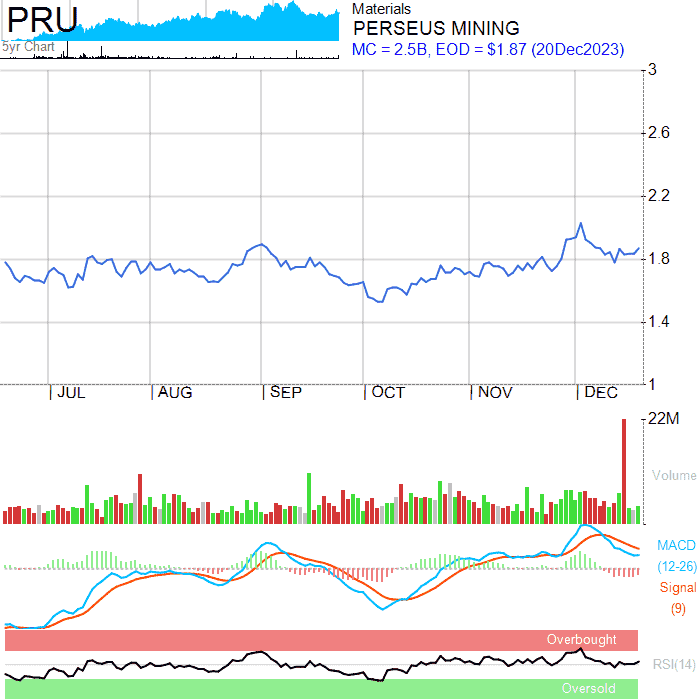 PRU
5yr Chart
Materials
PERSEUS MINING
MC = 2.5B, EOD = $1.87 (20Dec2023)
3
2.6
2.2
1.8
1.4
1
JUL AUG SEP OCT NOV DEC
22M
Volume
MACD
(12-26)
Signal
(9)
Overbought
RSI(14)
Oversold